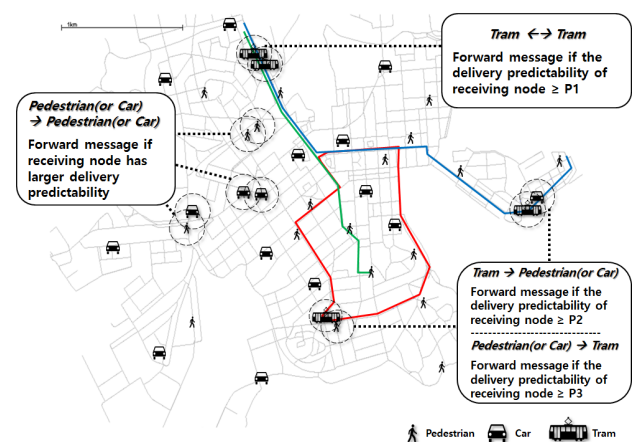 1km
Tram ←→ Tram
Forward message if the
delivery predictability of
receiving node ≥ P1
Pedestrian(or Car)
→ Pedestrian(or Car)
Forward message if
receiving node has
larger delivery
predictability
Tram → Pedestrian(or Car)
Forward message if the
delivery predictability of
receiving node ≥ P2
Pedestrian(or Car) → Tram
Forward message if the
delivery predictability of
receiving node ≥ P3
Pedestrian Car Tram